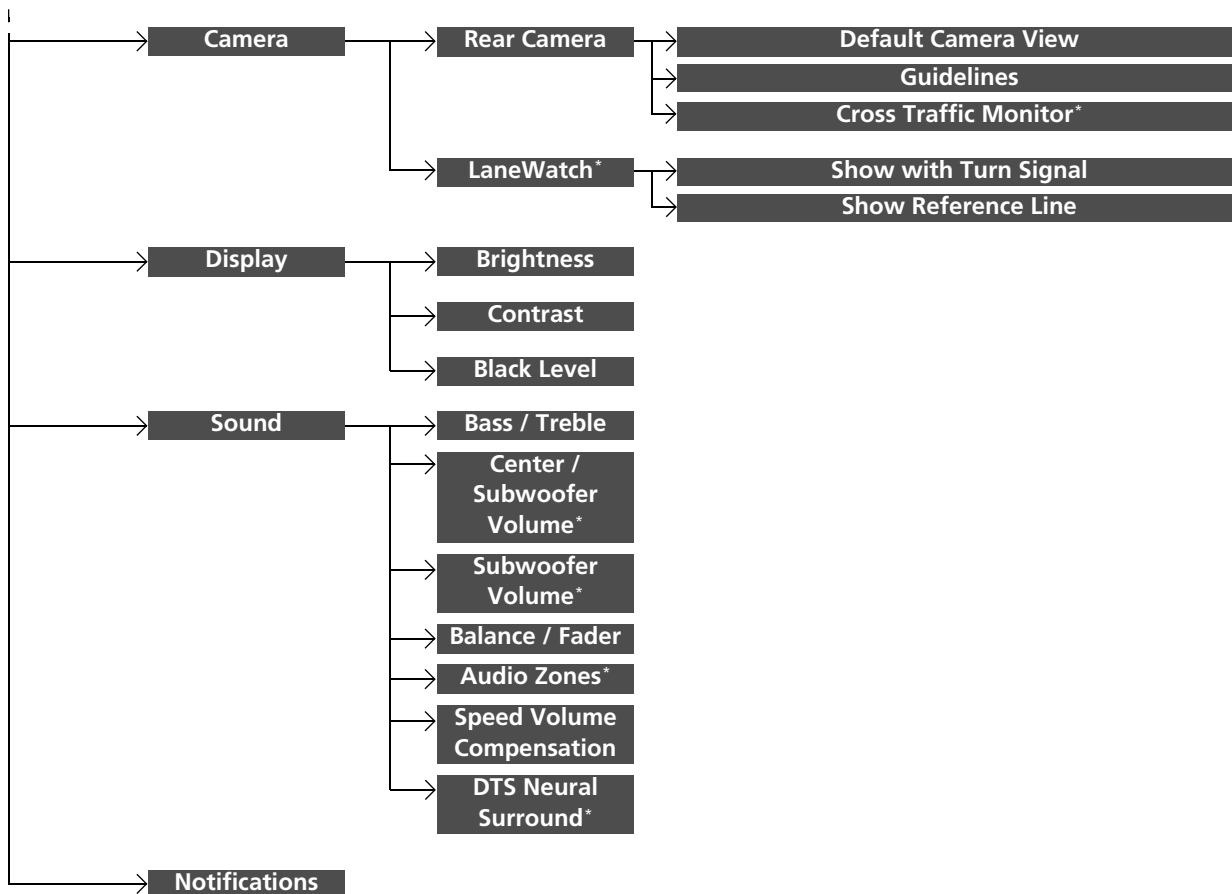 Camera
Rear Camera
Default Camera View
Guidelines
Cross Traffic Monitor*
LaneWatch*
Show with Turn Signal
Show Reference Line
Display
Brightness
Contrast
Black Level
Sound
Bass / Treble
Center /
Subwoofer
Volume*
Subwoofer
Volume*
Balance / Fader
Audio Zones*
Speed Volume
Compensation
DTS Neural
Surround*
Notifications